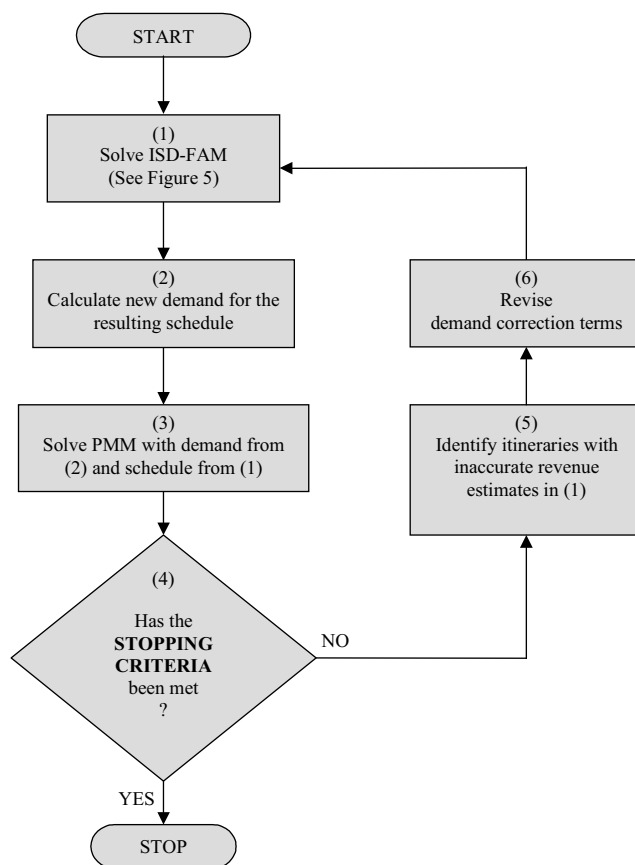 START
(1)
Solve ISD-FAM
(See Figure 5)
(2)
Calculate new demand for the
resulting schedule
(3)
Solve PMM with demand from
(2) and schedule from (1)
(4)
Has the
STOPPING
CRITERIA
been met
?
NO
YES
STOP
(5)
Identify itineraries with
inaccurate revenue
estimates in (1)
(6)
Revise
demand correction terms